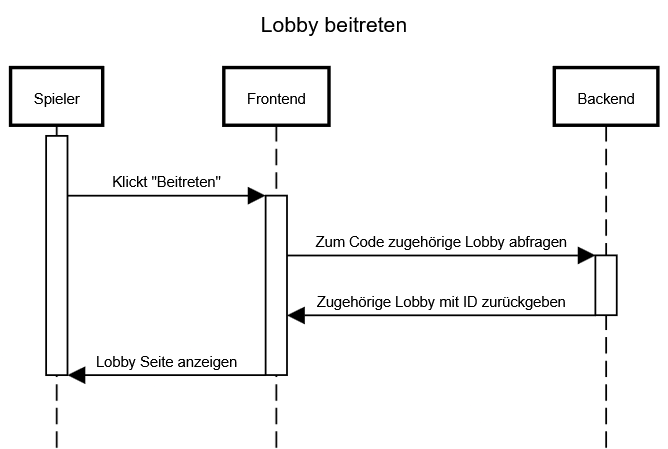 Lobby beitreten
Spieler
Frontend
Backend
Klickt "Beitreten"
Zum Code zugehörige Lobby abfragen
Zugehörige Lobby mit ID zurückgeben
Lobby Seite anzeigen